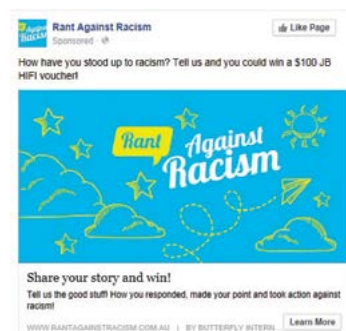 Rant Against Racism
Rant Against Racism
Like Page
Sponsored
How have you stood up to racism? Tell us and you could win a $100 JB
HIFI voucher!
Rant Against
Racism
Share your story and win!
Tell us the good stuff! How you responded, made your point and took action against
racism!
WWW.RANTAGAINSTRACISM.COM.AU | BY BUTTERFLY INTERN...
Learn More